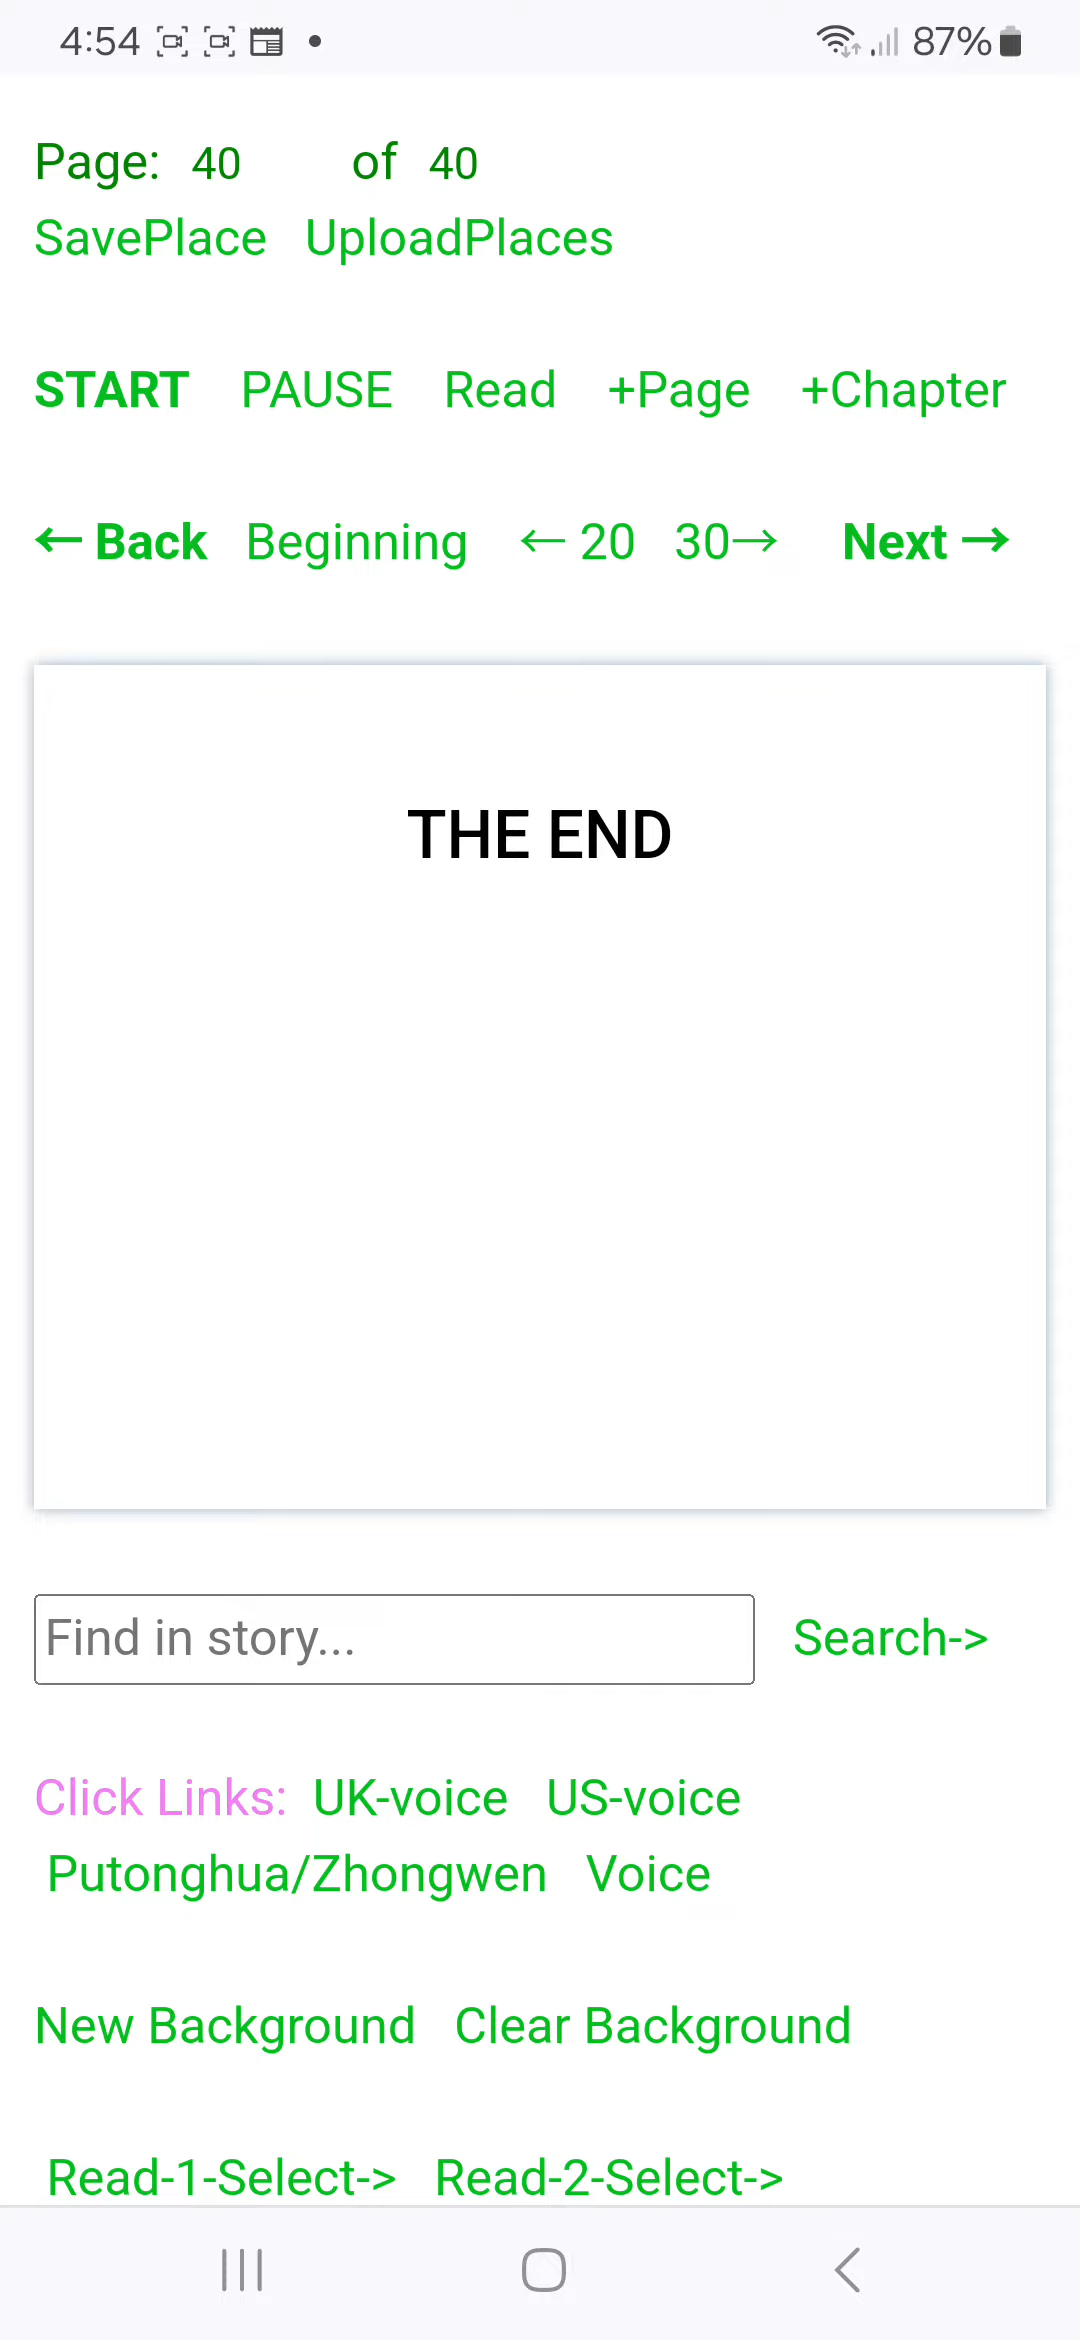 4:54 87%
Page: 40 of 40
SavePlace UploadPlaces
START PAUSE Read +Page +Chapter
← Back Beginning ← 20 30→ Next →
THE END
Find in story... Search->
Click Links: UK-voice US-voice
Putonghua/Zhongwen Voice
New Background Clear Background
Read-1-Select-> Read-2-Select->